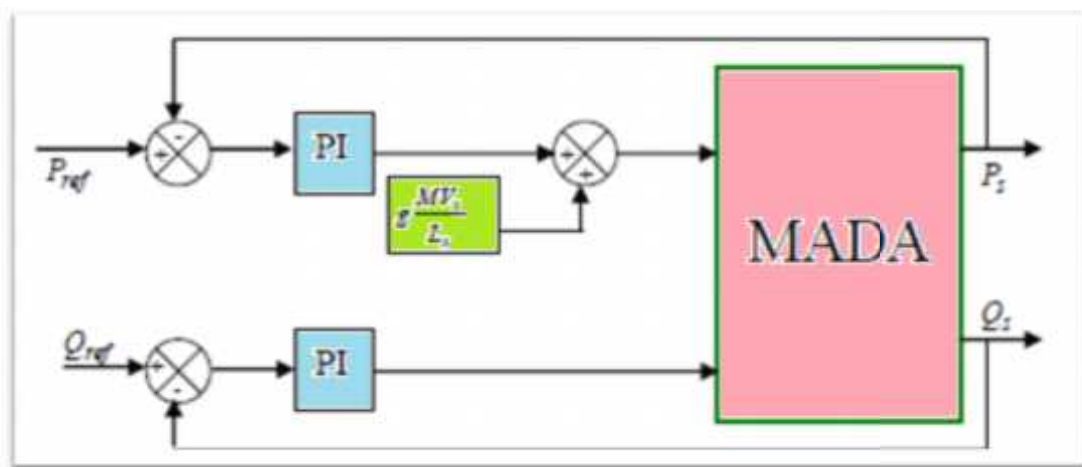 P_ref
-
+
PI
+
+
g MV_s / L_s
MADA
P_s
Q_ref
+
-
PI
Q_s